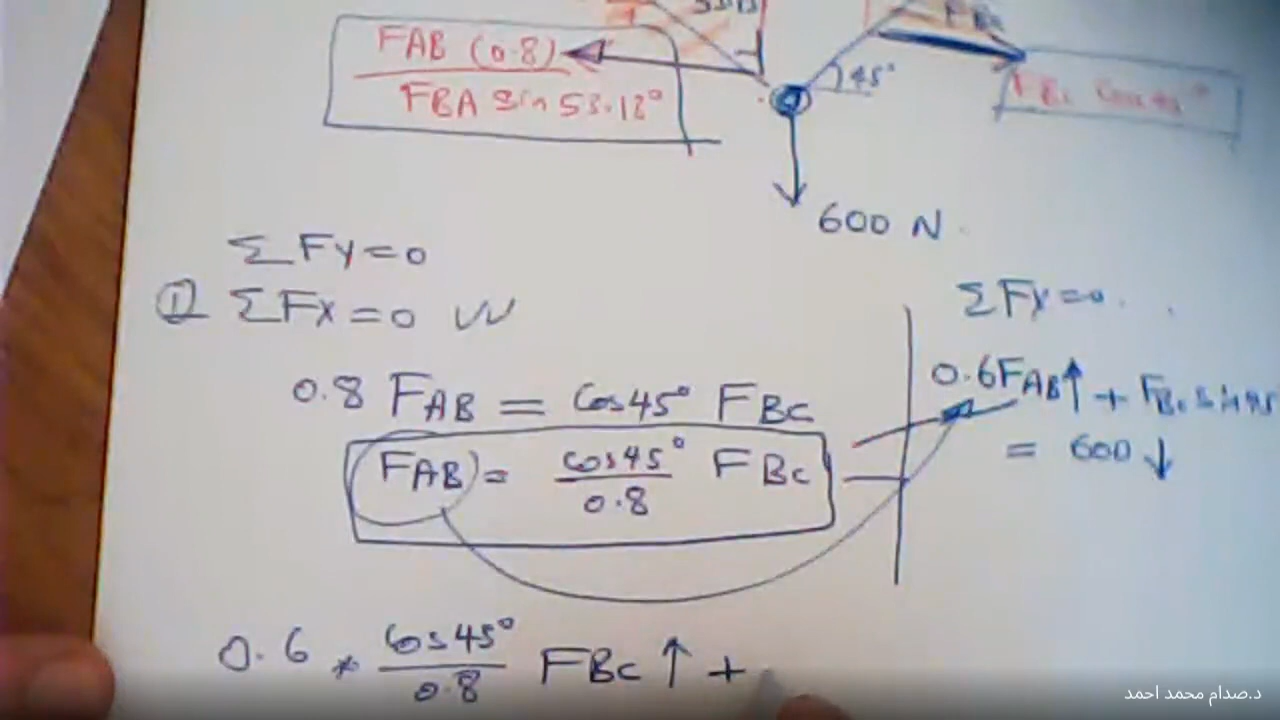 FAB (0.8)
FBA sin 53.13°
45°
FBC Cos45°
600 N
ΣFy=0
① ΣFx=0
ΣFy=0
0.8 FAB = Cos45° FBC
0.6FAB↑ + FBC sin45
= 600↓
FAB = cos45°/0.8 FBC
0.6 * Cos45°/0.8 FBC↑ +
د.صدام محمد احمد